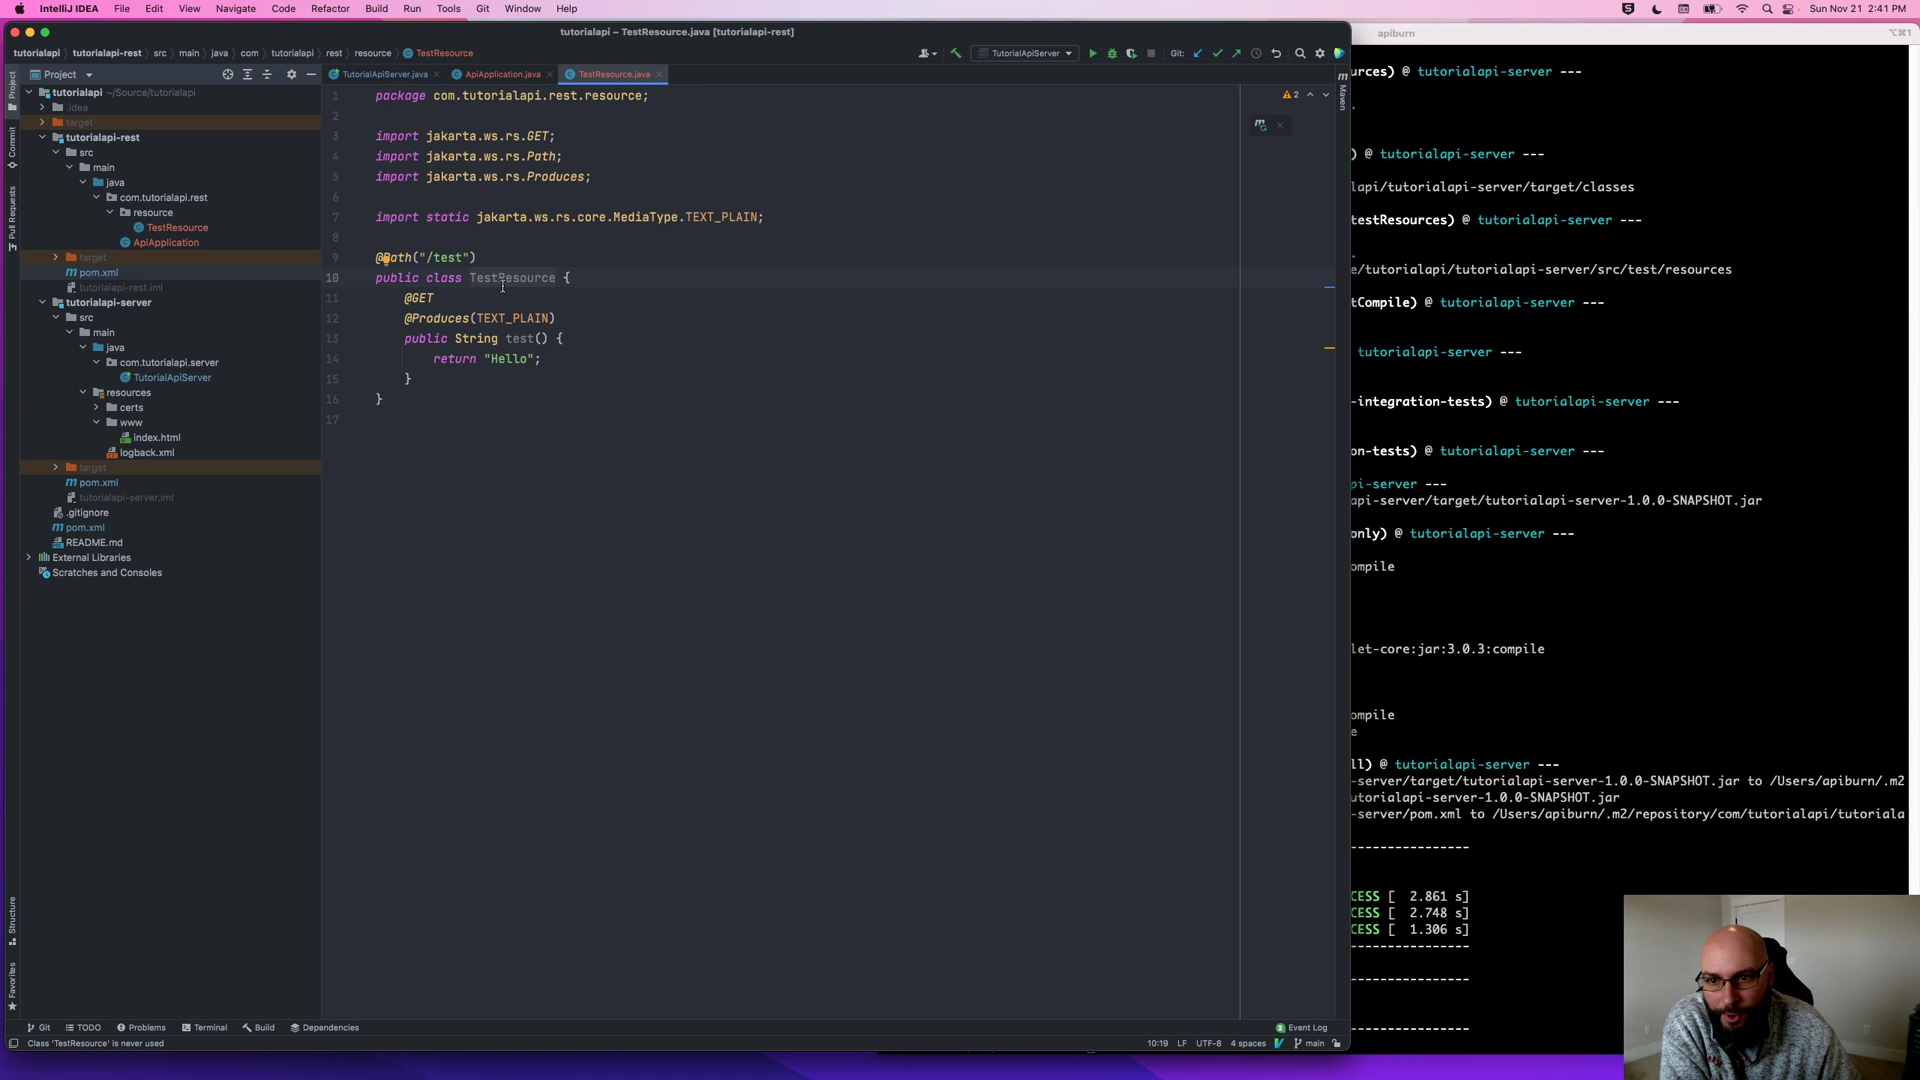 IntelliJ IDEA File Edit View Navigate Code Refactor Build Run Tools Git Window Help
Sun Nov 21 2:41 PM
tutorialapi – TestResource.java [tutorialapi-rest]
apiburn
⌥⌘1
tutorialapi tutorialapi-rest src main java com tutorialapi rest resource TestResource
TutorialApiServer
Git:
Project
TutorialApiServer.java
ApiApplication.java
TestResource.java
Project
Commit
Pull Requests
Structure
Favorites
Maven
tutorialapi ~/Source/tutorialapi
.idea
target
tutorialapi-rest
src
main
java
com.tutorialapi.rest
resource
TestResource
ApiApplication
target
pom.xml
tutorialapi-rest.iml
tutorialapi-server
src
main
java
com.tutorialapi.server
TutorialApiServer
resources
certs
www
index.html
logback.xml
target
pom.xml
tutorialapi-server.iml
.gitignore
pom.xml
README.md
External Libraries
Scratches and Consoles
2
1 package com.tutorialapi.rest.resource;
2
3 import jakarta.ws.rs.GET;
4 import jakarta.ws.rs.Path;
5 import jakarta.ws.rs.Produces;
6
7 import static jakarta.ws.rs.core.MediaType.TEXT_PLAIN;
8
9 @Path("/test")
10 public class TestResource {
11 @GET
12 @Produces(TEXT_PLAIN)
13 public String test() {
14 return "Hello";
15 }
16 }
17
urces) @ tutorialapi-server ---
.
) @ tutorialapi-server ---
lapi/tutorialapi-server/target/classes
testResources) @ tutorialapi-server ---
.
e/tutorialapi/tutorialapi-server/src/test/resources
tCompile) @ tutorialapi-server ---
tutorialapi-server ---
-integration-tests) @ tutorialapi-server ---
on-tests) @ tutorialapi-server ---
pi-server ---
api-server/target/tutorialapi-server-1.0.0-SNAPSHOT.jar
only) @ tutorialapi-server ---
ompile
let-core:jar:3.0.3:compile
ompile
e
ll) @ tutorialapi-server ---
-server/target/tutorialapi-server-1.0.0-SNAPSHOT.jar to /Users/apiburn/.m2
utorialapi-server-1.0.0-SNAPSHOT.jar
-server/pom.xml to /Users/apiburn/.m2/repository/com/tutorialapi/tutoriala
----------------
CESS [  2.861 s]
CESS [  2.748 s]
CESS [  1.306 s]
----------------
----------------
----------------
Git TODO Problems Terminal Build Dependencies
2 Event Log
Class 'TestResource' is never used
10:19 LF UTF-8 4 spaces main